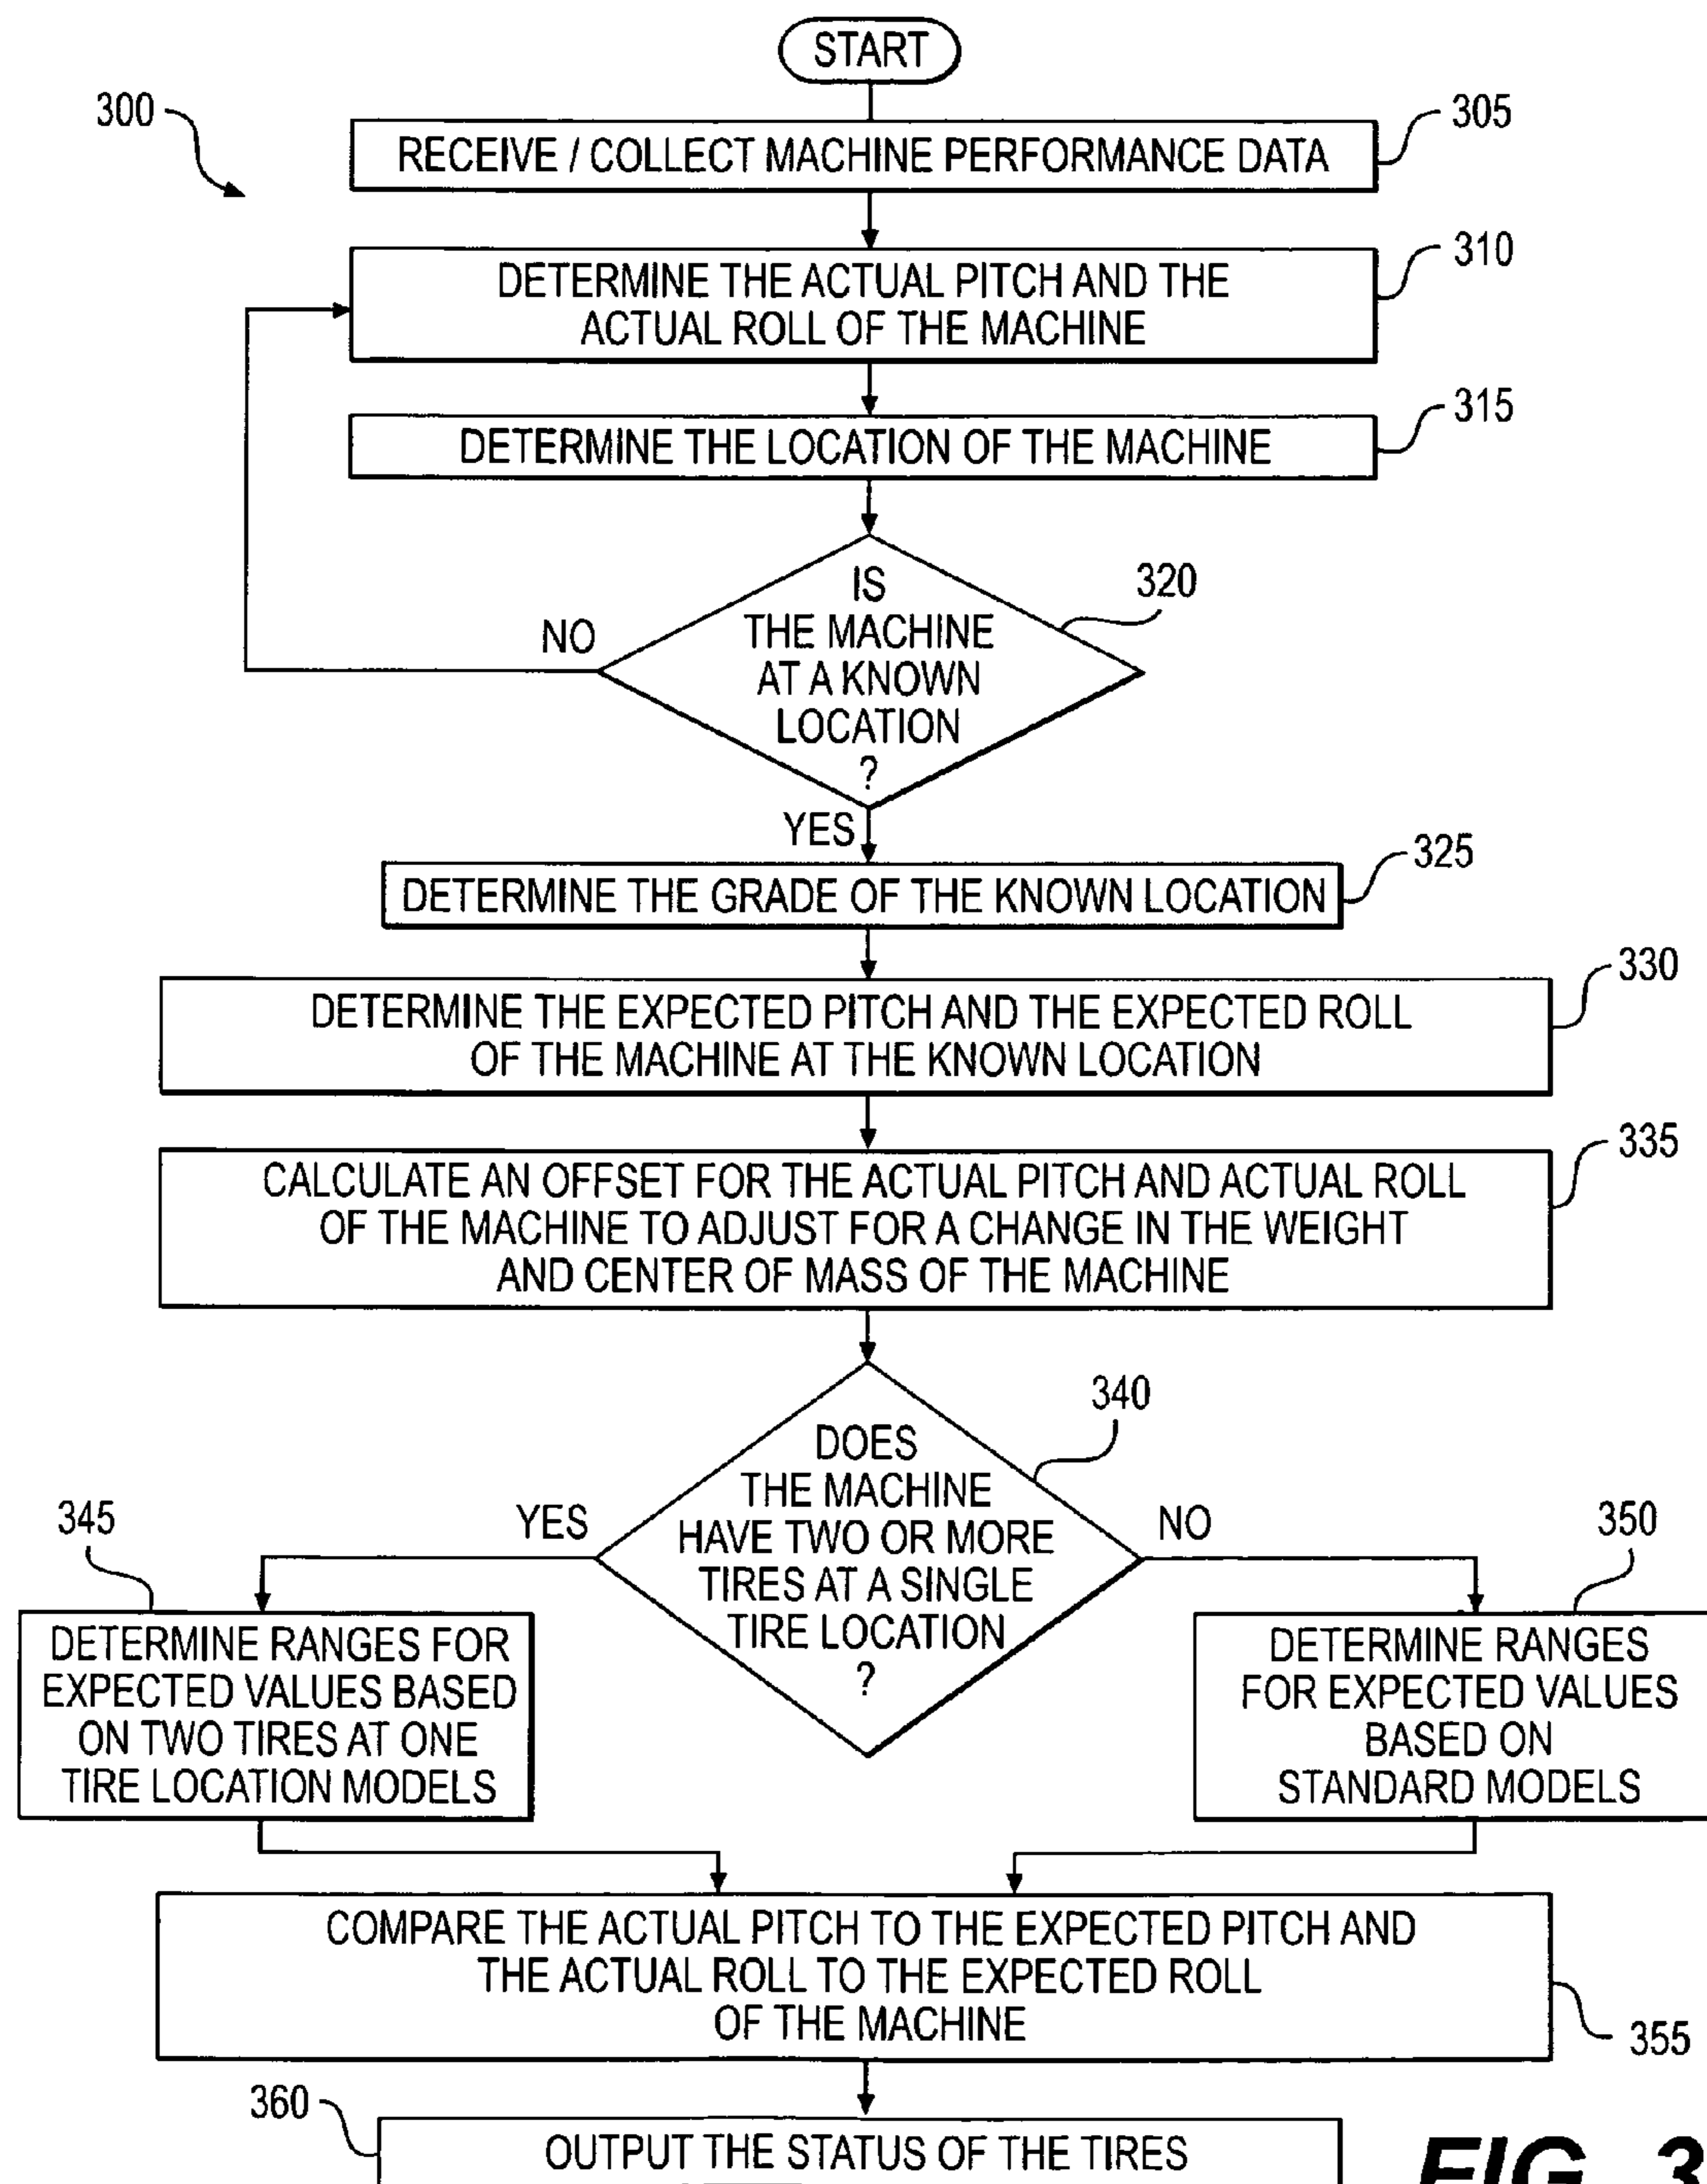 START
300
305
RECEIVE / COLLECT MACHINE PERFORMANCE DATA
310
DETERMINE THE ACTUAL PITCH AND THE
ACTUAL ROLL OF THE MACHINE
315
DETERMINE THE LOCATION OF THE MACHINE
320
IS
THE MACHINE
AT A KNOWN
LOCATION
?
NO
YES
325
DETERMINE THE GRADE OF THE KNOWN LOCATION
330
DETERMINE THE EXPECTED PITCH AND THE EXPECTED ROLL
OF THE MACHINE AT THE KNOWN LOCATION
335
CALCULATE AN OFFSET FOR THE ACTUAL PITCH AND ACTUAL ROLL
OF THE MACHINE TO ADJUST FOR A CHANGE IN THE WEIGHT
AND CENTER OF MASS OF THE MACHINE
340
DOES
THE MACHINE
HAVE TWO OR MORE
TIRES AT A SINGLE
TIRE LOCATION
?
YES
NO
345
DETERMINE RANGES FOR
EXPECTED VALUES BASED
ON TWO TIRES AT ONE
TIRE LOCATION MODELS
350
DETERMINE RANGES
FOR EXPECTED VALUES
BASED ON
STANDARD MODELS
COMPARE THE ACTUAL PITCH TO THE EXPECTED PITCH AND
THE ACTUAL ROLL TO THE EXPECTED ROLL
OF THE MACHINE
355
360
OUTPUT THE STATUS OF THE TIRES
FIG. 3